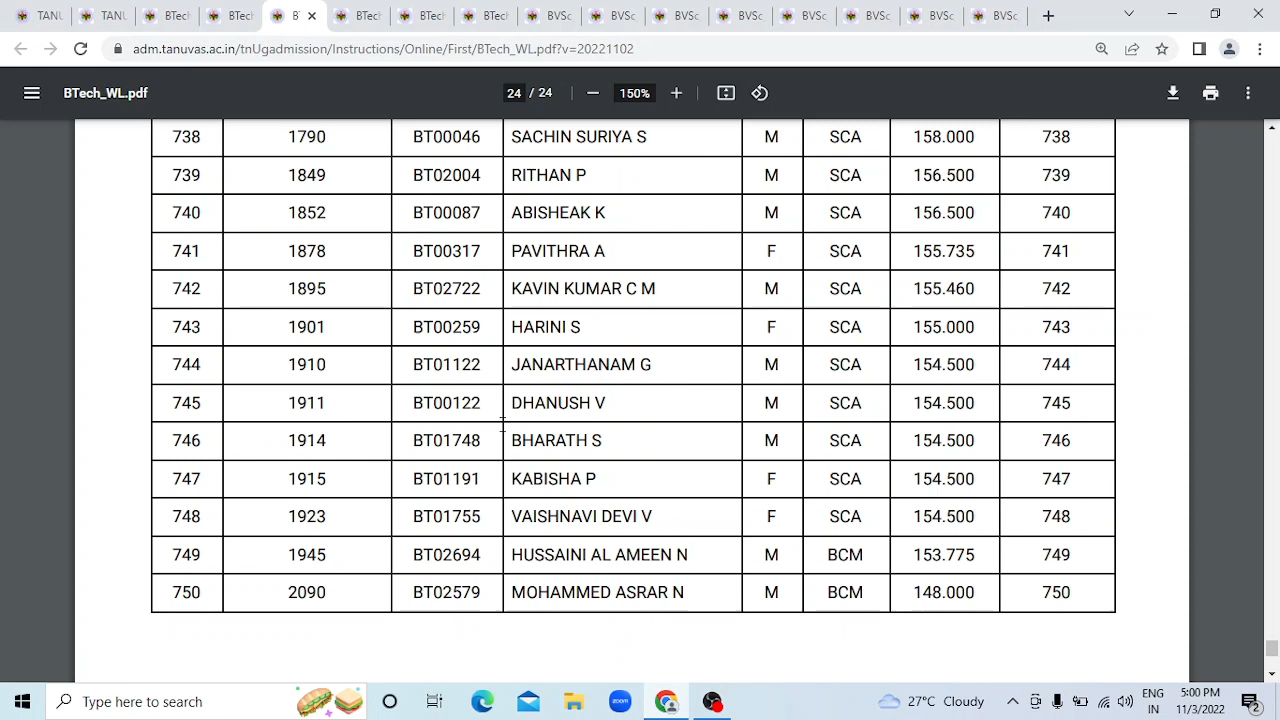 TANU TANU BTech BTech BT BTech BTech BTech BVSc BVSc BVSc BVSc BVSc BVSc BVSc BVSc
adm.tanuvas.ac.in/tnUgadmission/Instructions/Online/First/BTech_WL.pdf?v=20221102
BTech_WL.pdf 24 / 24 150%
738 1790 BT00046 SACHIN SURIYA S M SCA 158.000 738
739 1849 BT02004 RITHAN P M SCA 156.500 739
740 1852 BT00087 ABISHEAK K M SCA 156.500 740
741 1878 BT00317 PAVITHRA A F SCA 155.735 741
742 1895 BT02722 KAVIN KUMAR C M M SCA 155.460 742
743 1901 BT00259 HARINI S F SCA 155.000 743
744 1910 BT01122 JANARTHANAM G M SCA 154.500 744
745 1911 BT00122 DHANUSH V M SCA 154.500 745
746 1914 BT01748 BHARATH S M SCA 154.500 746
747 1915 BT01191 KABISHA P F SCA 154.500 747
748 1923 BT01755 VAISHNAVI DEVI V F SCA 154.500 748
749 1945 BT02694 HUSSAINI AL AMEEN N M BCM 153.775 749
750 2090 BT02579 MOHAMMED ASRAR N M BCM 148.000 750
Type here to search zoom 27°C Cloudy ENG 5:00 PM
IN 11/3/2022 2